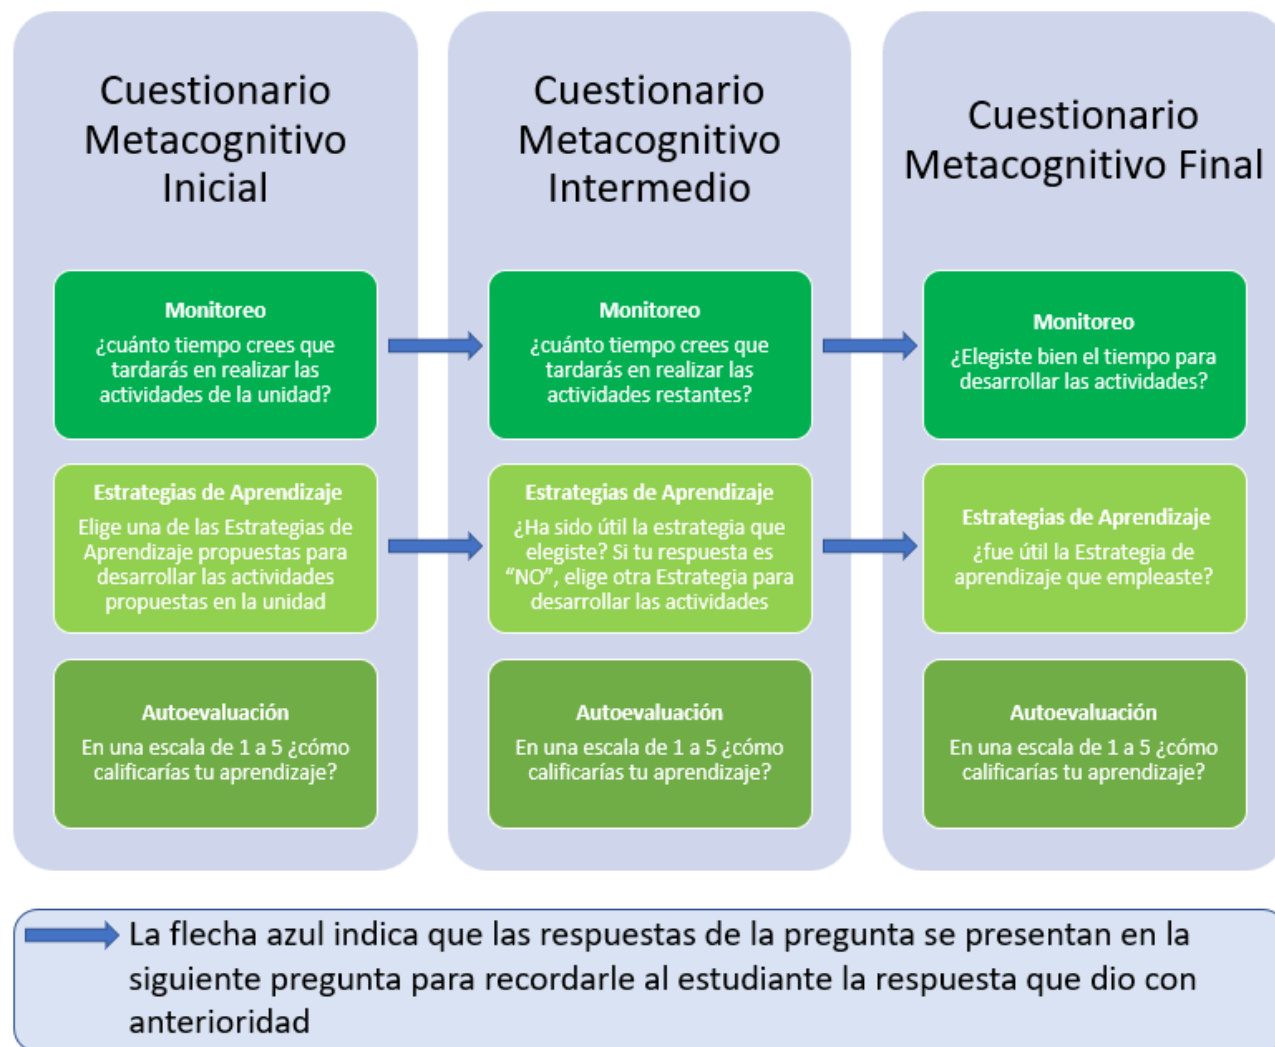 Cuestionario
Metacognitivo
Inicial
Monitoreo
¿cuánto tiempo crees que
tardarás en realizar las
actividades de la unidad?
Estrategias de Aprendizaje
Elige una de las Estrategias de
Aprendizaje propuestas para
desarrollar las actividades
propuestas en la unidad
Autoevaluación
En una escala de 1 a 5 ¿cómo
calificarías tu aprendizaje?
Cuestionario
Metacognitivo
Intermedio
Monitoreo
¿cuánto tiempo crees que
tardarás en realizar las
actividades restantes?
Estrategias de Aprendizaje
¿Ha sido útil la estrategia que
elegiste? Si tu respuesta es
“NO”, elige otra Estrategia para
desarrollar las actividades
Autoevaluación
En una escala de 1 a 5 ¿cómo
calificarías tu aprendizaje?
Cuestionario
Metacognitivo Final
Monitoreo
¿Elegiste bien el tiempo para
desarrollar las actividades?
Estrategias de Aprendizaje
¿fue útil la Estrategia de
aprendizaje que empleaste?
Autoevaluación
En una escala de 1 a 5 ¿cómo
calificarías tu aprendizaje?
La flecha azul indica que las respuestas de la pregunta se presentan en la
siguiente pregunta para recordarle al estudiante la respuesta que dio con
anterioridad